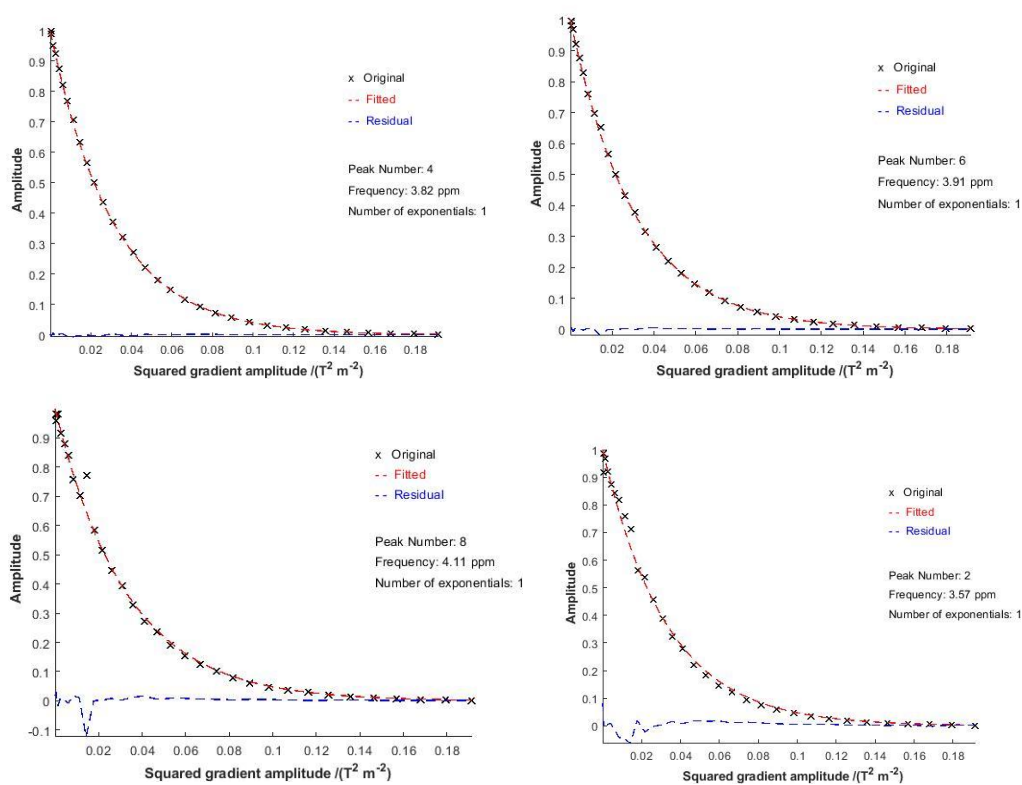 1
0.9
0.8
0.7
0.6
0.5
0.4
0.3
0.2
0.1
0
Amplitude
x Original
-- Fitted
-- Residual
Peak Number: 4
Frequency: 3.82 ppm
Number of exponentials: 1
0.02 0.04 0.06 0.08 0.1 0.12 0.14 0.16 0.18
Squared gradient amplitude /(T² m⁻²)
1
0.9
0.8
0.7
0.6
0.5
0.4
0.3
0.2
0.1
0
Amplitude
x Original
-- Fitted
-- Residual
Peak Number: 6
Frequency: 3.91 ppm
Number of exponentials: 1
0.02 0.04 0.06 0.08 0.1 0.12 0.14 0.16 0.18
Squared gradient amplitude /(T² m⁻²)
0.9
0.8
0.7
0.6
0.5
0.4
0.3
0.2
0.1
0
-0.1
Amplitude
x Original
-- Fitted
-- Residual
Peak Number: 8
Frequency: 4.11 ppm
Number of exponentials: 1
0.02 0.04 0.06 0.08 0.1 0.12 0.14 0.16 0.18
Squared gradient amplitude /(T² m⁻²)
1
0.9
0.8
0.7
0.6
0.5
0.4
0.3
0.2
0.1
0
Amplitude
x Original
-- Fitted
-- Residual
Peak Number: 2
Frequency: 3.57 ppm
Number of exponentials: 1
0.02 0.04 0.06 0.08 0.1 0.12 0.14 0.16 0.18
Squared gradient amplitude /(T² m⁻²)